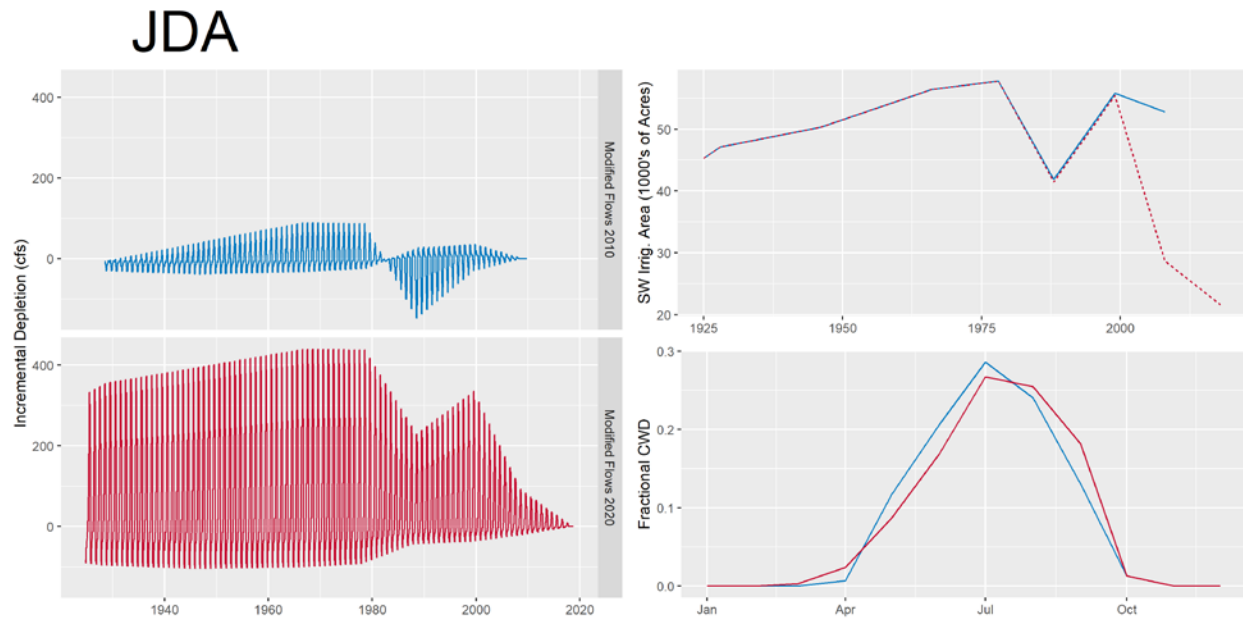 JDA
Incremental Depletion (cfs)
400
200
0
Modified Flows 2010
400
200
0
Modified Flows 2020
1940 1960 1980 2000 2020
SW Irrig. Area (1000's of Acres)
50
40
30
20
1925 1950 1975 2000
Fractional CWD
0.3
0.2
0.1
0.0
Jan Apr Jul Oct